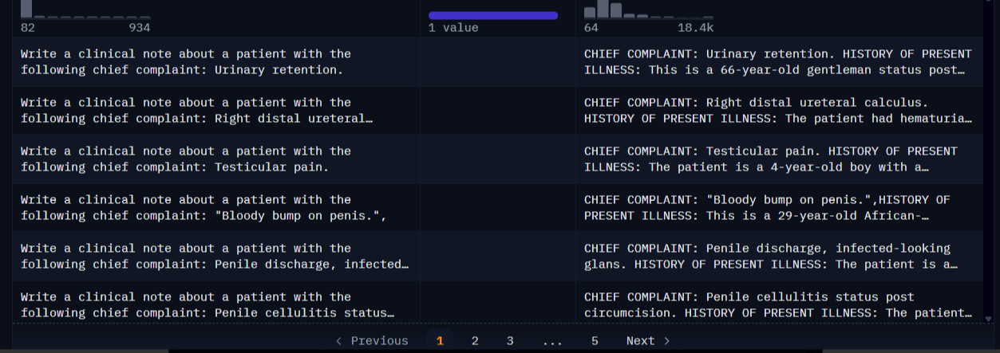 82 934 1 value 64 18.4k
Write a clinical note about a patient with the
following chief complaint: Urinary retention.
CHIEF COMPLAINT: Urinary retention. HISTORY OF PRESENT
ILLNESS: This is a 66-year-old gentleman status post…
Write a clinical note about a patient with the
following chief complaint: Right distal ureteral…
CHIEF COMPLAINT: Right distal ureteral calculus.
HISTORY OF PRESENT ILLNESS: The patient had hematuria…
Write a clinical note about a patient with the
following chief complaint: Testicular pain.
CHIEF COMPLAINT: Testicular pain. HISTORY OF PRESENT
ILLNESS: The patient is a 4-year-old boy with a…
Write a clinical note about a patient with the
following chief complaint: "Bloody bump on penis.",
CHIEF COMPLAINT: "Bloody bump on penis.",HISTORY OF
PRESENT ILLNESS: This is a 29-year-old African-…
Write a clinical note about a patient with the
following chief complaint: Penile discharge, infected…
CHIEF COMPLAINT: Penile discharge, infected-looking
glans. HISTORY OF PRESENT ILLNESS: The patient is a…
Write a clinical note about a patient with the
following chief complaint: Penile cellulitis status…
CHIEF COMPLAINT: Penile cellulitis status post
circumcision. HISTORY OF PRESENT ILLNESS: The patient…
< Previous 1 2 3 ... 5 Next >